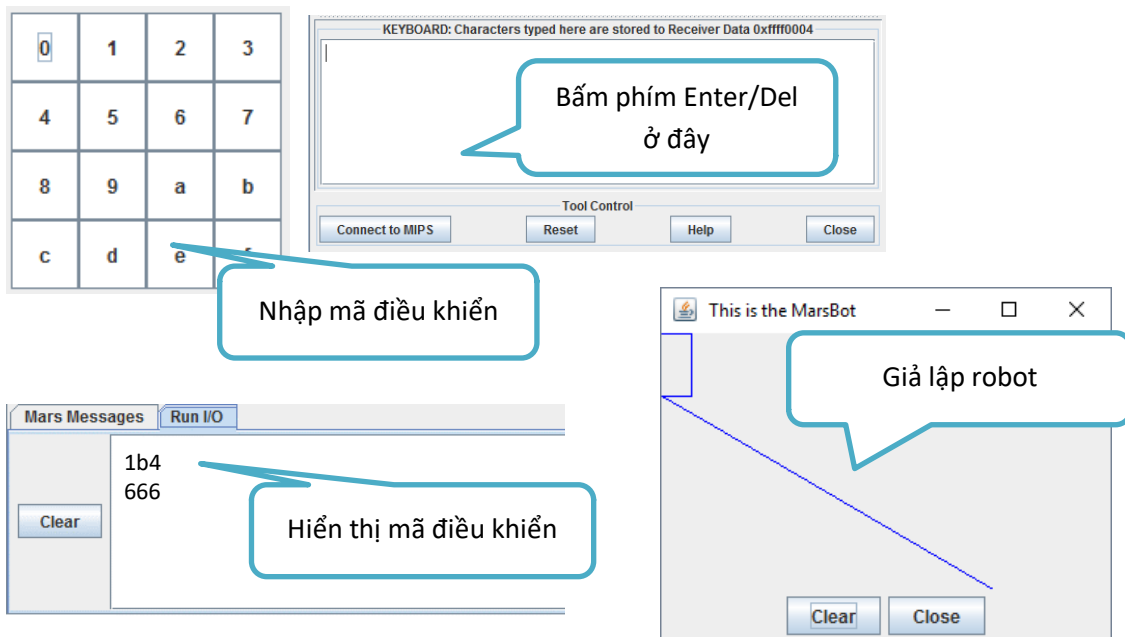 0 1 2 3
4 5 6 7
8 9 a b
c d e
KEYBOARD: Characters typed here are stored to Receiver Data 0xffff0004
Bấm phím Enter/Del
ở đây
Tool Control
Connect to MIPS Reset Help Close
Nhập mã điều khiển
This is the MarsBot
Giả lập robot
Clear Close
Mars Messages Run I/O
1b4
666
Clear
Hiển thị mã điều khiển